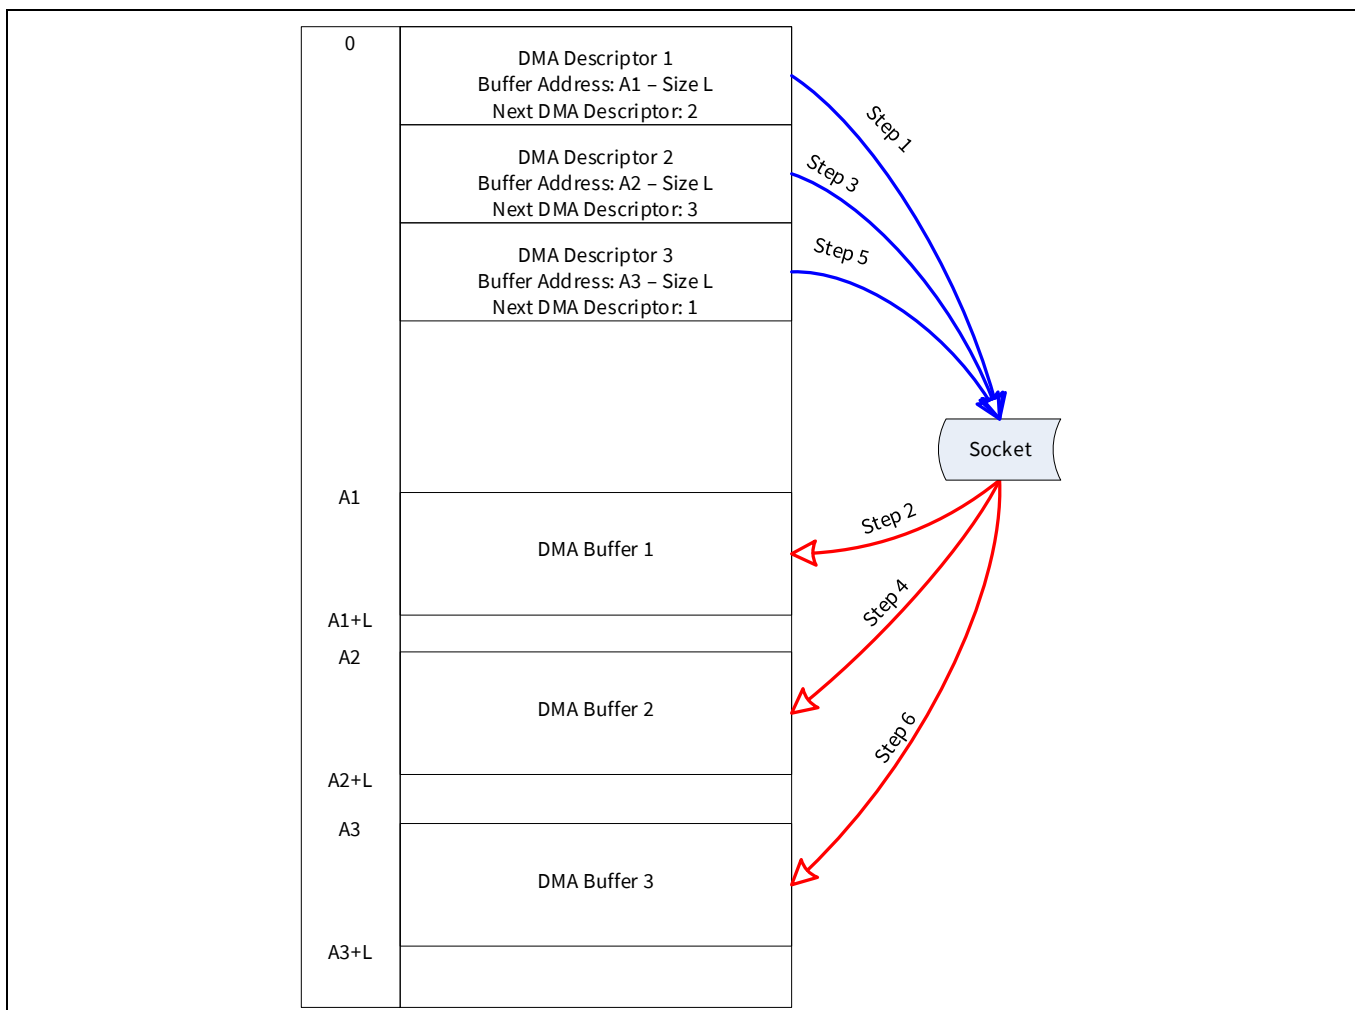 0
DMA Descriptor 1
Buffer Address: A1 – Size L
Next DMA Descriptor: 2
DMA Descriptor 2
Buffer Address: A2 – Size L
Next DMA Descriptor: 3
DMA Descriptor 3
Buffer Address: A3 – Size L
Next DMA Descriptor: 1
Step 1
Step 3
Step 5
Socket
A1
DMA Buffer 1
A1+L
Step 2
A2
DMA Buffer 2
A2+L
Step 4
A3
DMA Buffer 3
A3+L
Step 6